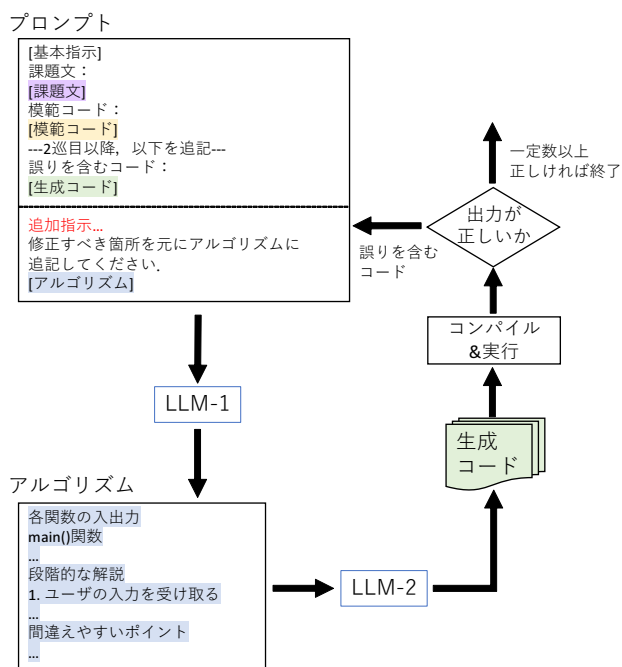 プロンプト
[基本指示]
課題文：
[課題文]
模範コード：
[模範コード]
---2巡目以降，以下を追記---
誤りを含むコード：
[生成コード]
追加指示...
修正すべき箇所を元にアルゴリズムに
追記してください.
[アルゴリズム]
一定数以上
正しければ終了
出力が
正しいか
誤りを含む
コード
コンパイル
&実行
LLM-1
生成
コード
アルゴリズム
各関数の入出力
main()関数
...
段階的な解説
1. ユーザの入力を受け取る
...
間違えやすいポイント
...
LLM-2